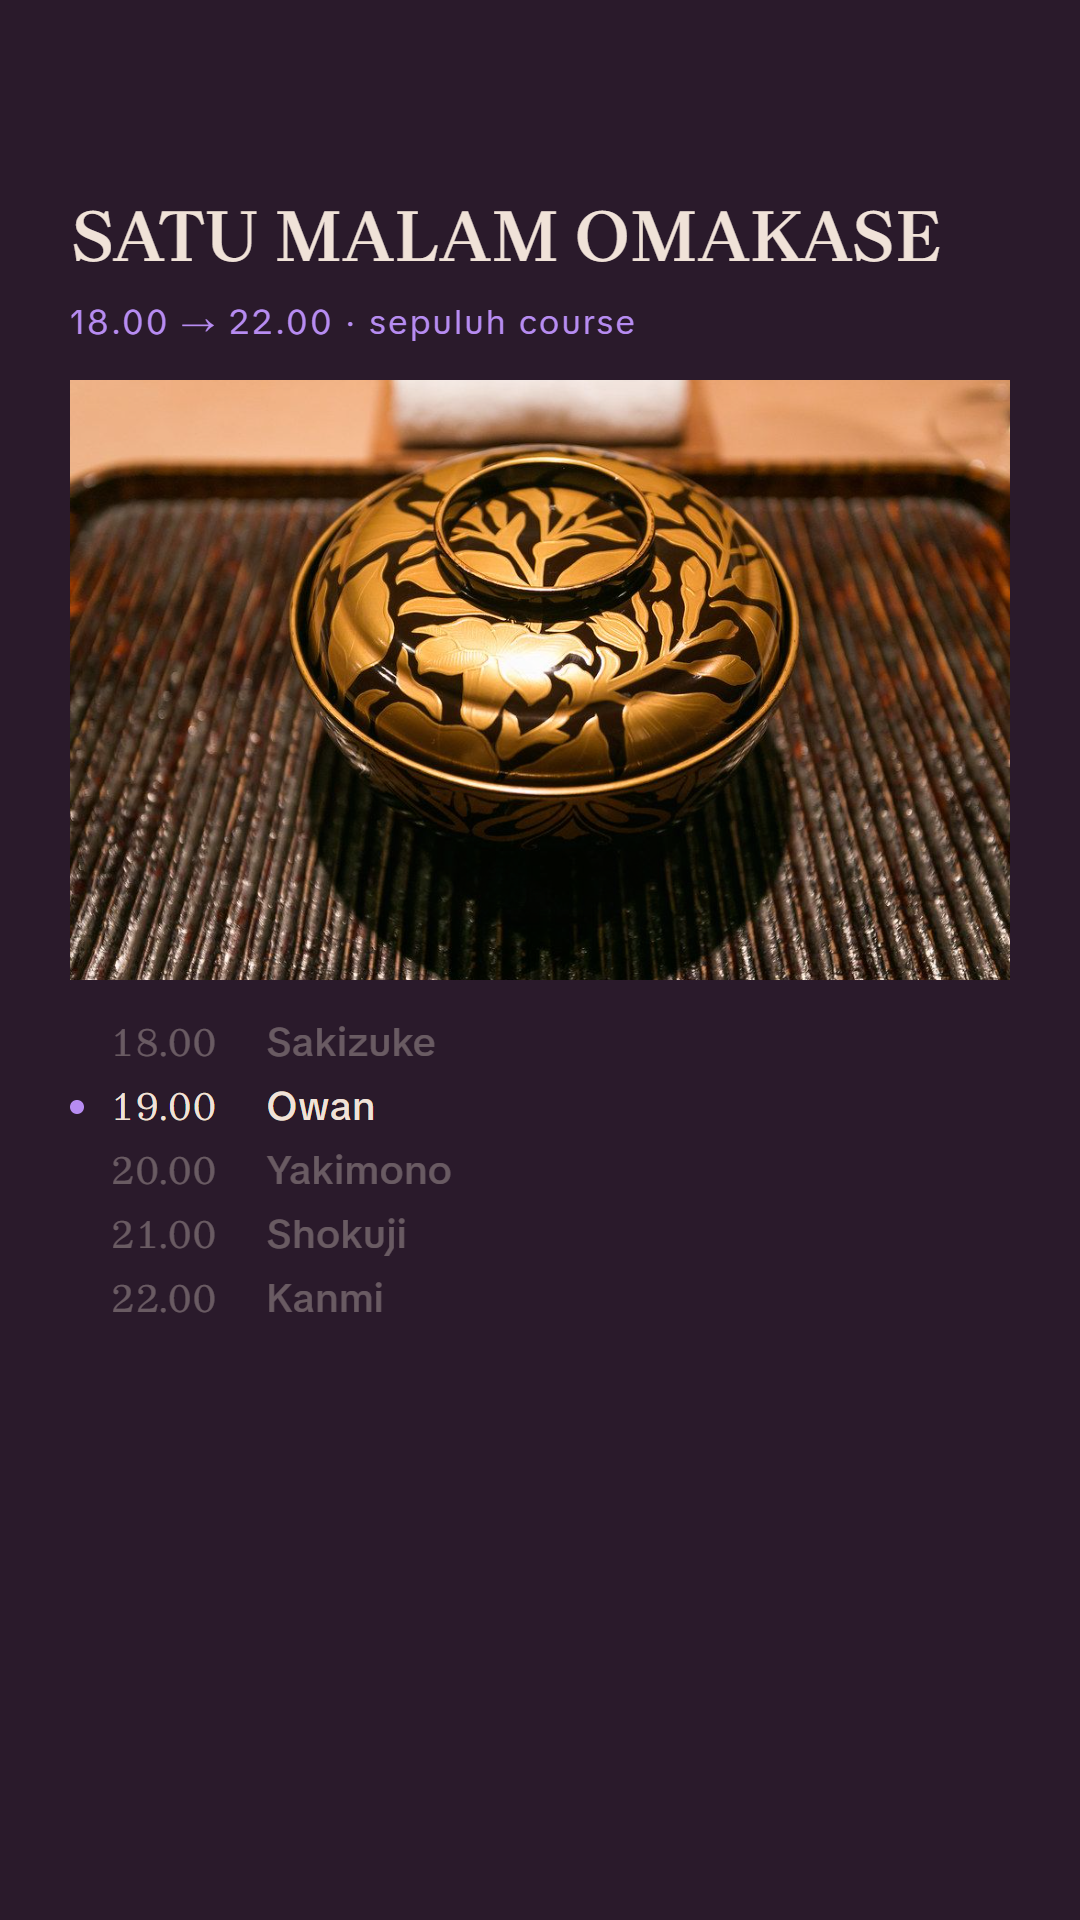 SATU MALAM OMAKASE
18.00 → 22.00 · sepuluh course
18.00 Sakizuke
19.00 Owan
20.00 Yakimono
21.00 Shokuji
22.00 Kanmi